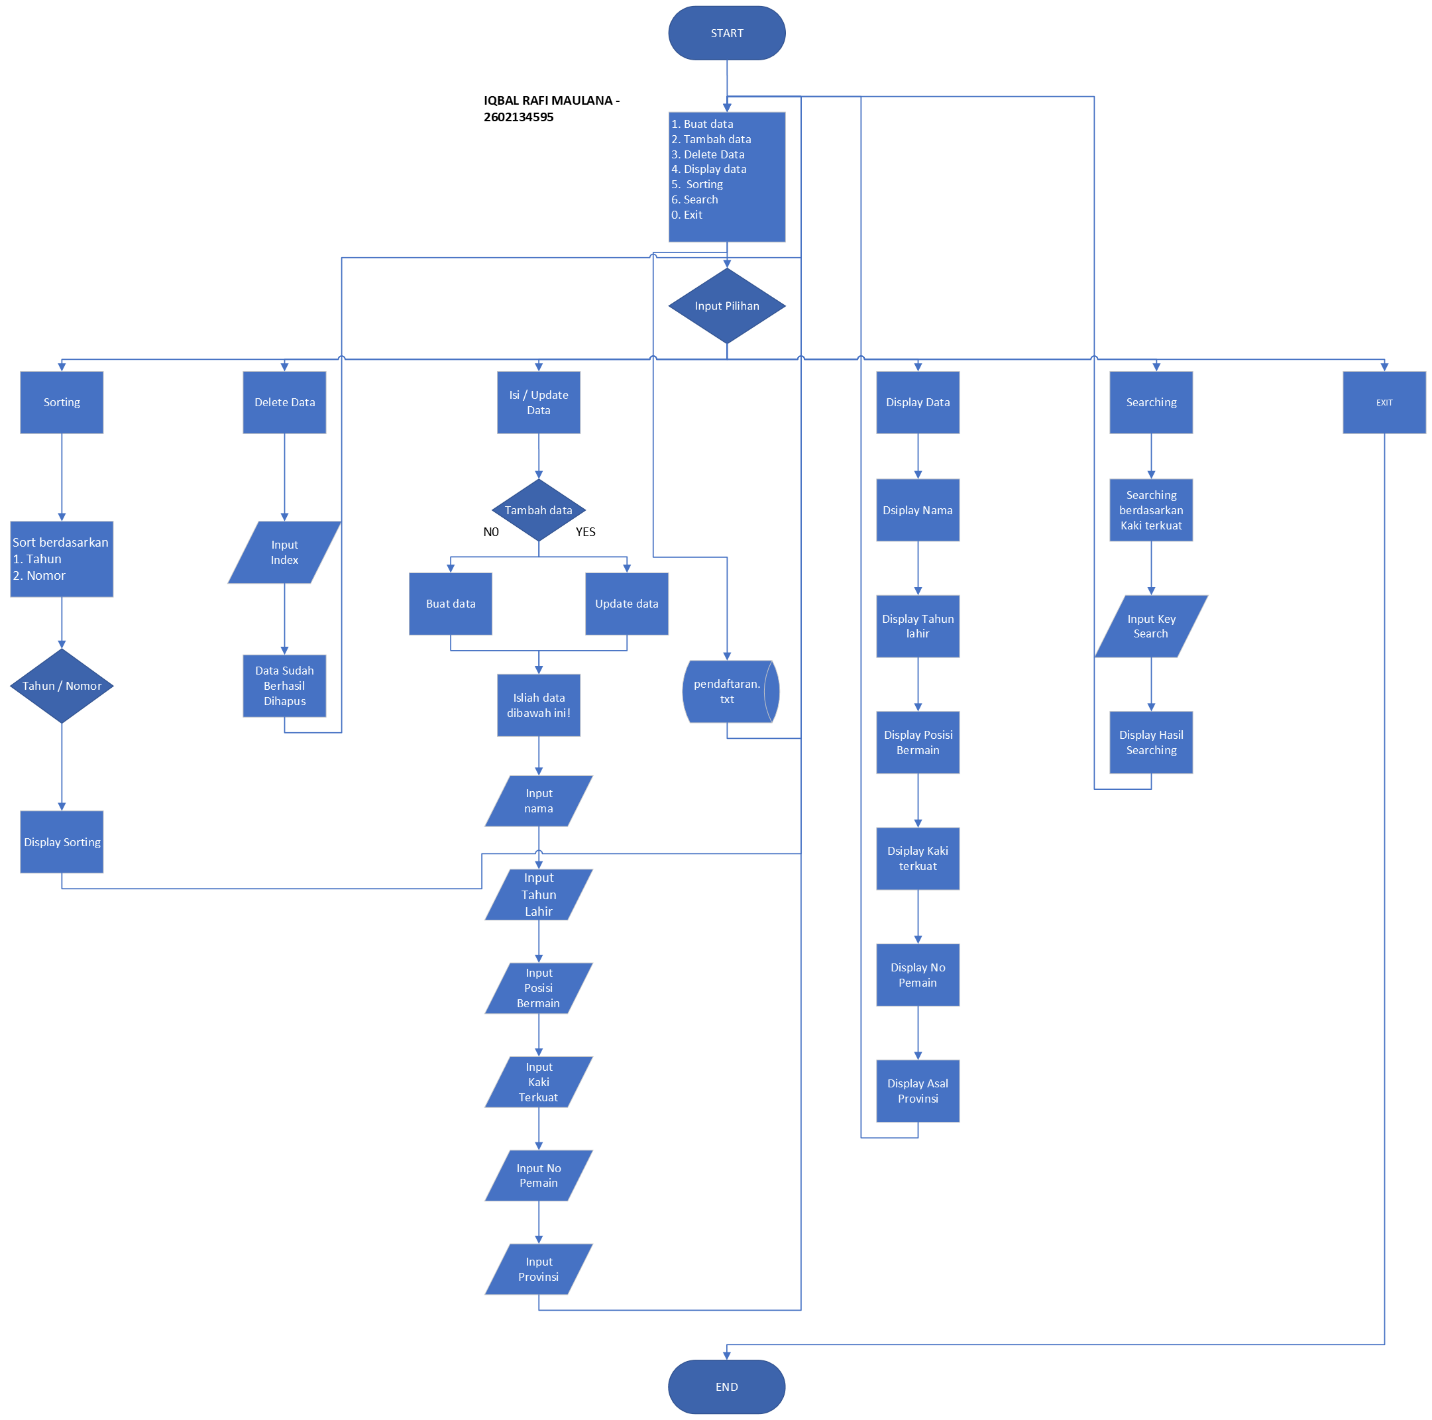 START
IQBAL RAFI MAULANA -
2602134595
1. Buat data
2. Tambah data
3. Delete Data
4. Display data
5.  Sorting
6. Search
0. Exit
Input Pilihan
Sorting
Delete Data
Isi / Update
Data
Display Data
Searching
EXIT
Sort berdasarkan
1. Tahun
2. Nomor
Tahun / Nomor
Display Sorting
Input
Index
Data Sudah
Berhasil
Dihapus
Tambah data
N0
YES
Buat data
Update data
Isliah data
dibawah ini!
Input
nama
Input
Tahun
Lahir
Input
Posisi
Bermain
Input
Kaki
Terkuat
Input No
Pemain
Input
Provinsi
pendaftaran.
txt
Dsiplay Nama
Display Tahun
lahir
Display Posisi
Bermain
Dsiplay Kaki
terkuat
Display No
Pemain
Display Asal
Provinsi
Searching
berdasarkan
Kaki terkuat
Input Key
Search
Display Hasil
Searching
END